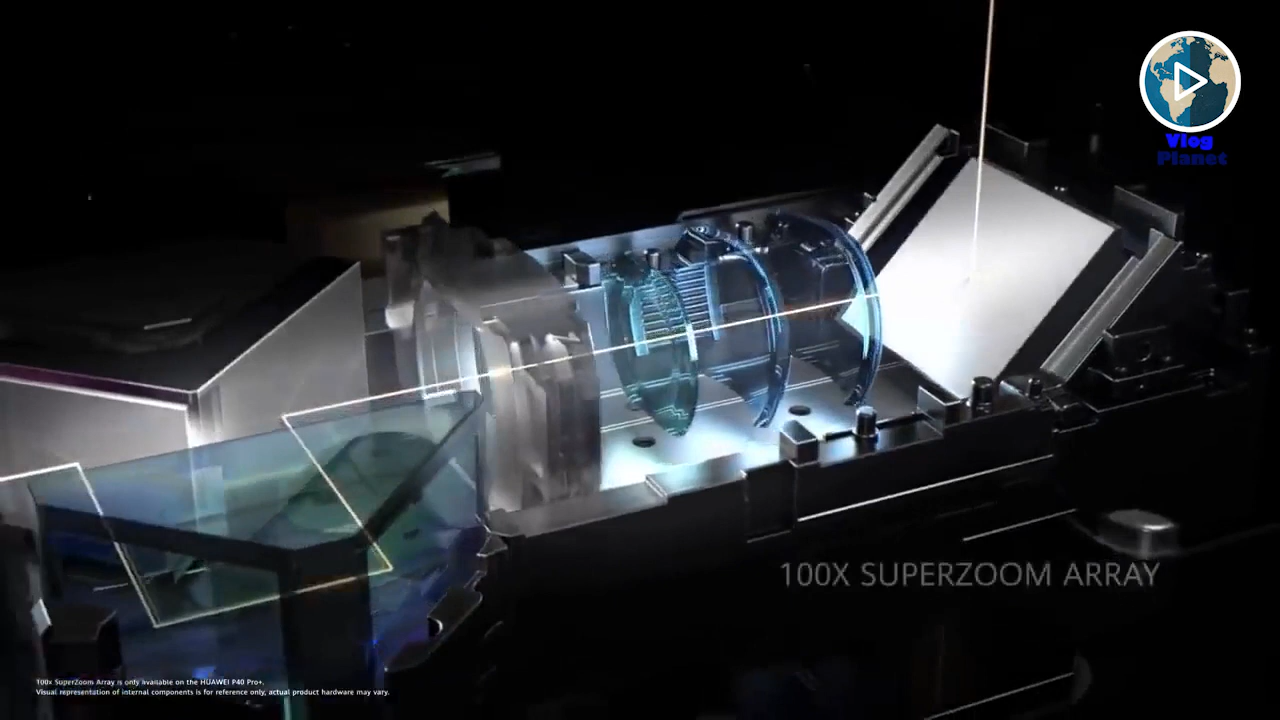 Vlog
Planet
100X SUPERZOOM ARRAY
100x SuperZoom Array is only available on the HUAWEI P40 Pro+.
Visual representation of internal components is for reference only, actual product hardware may vary.